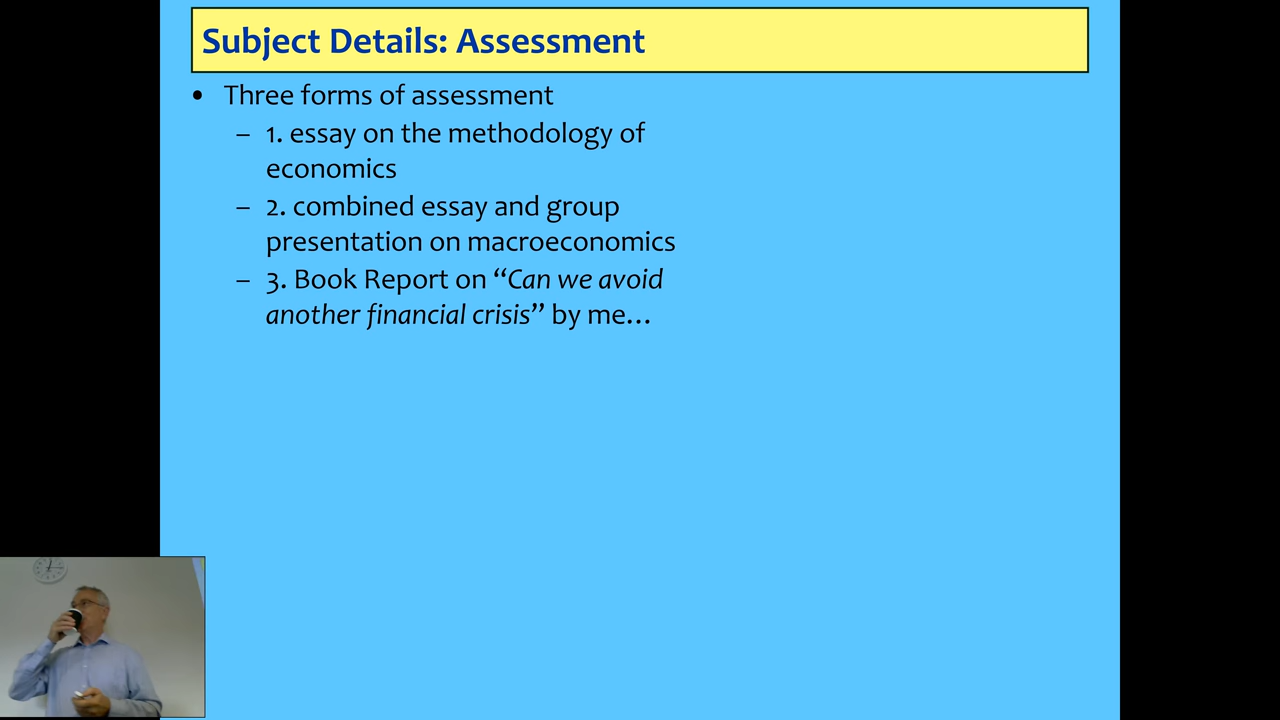 Subject Details: Assessment
• Three forms of assessment
– 1. essay on the methodology of
economics
– 2. combined essay and group
presentation on macroeconomics
– 3. Book Report on “Can we avoid
another financial crisis” by me…